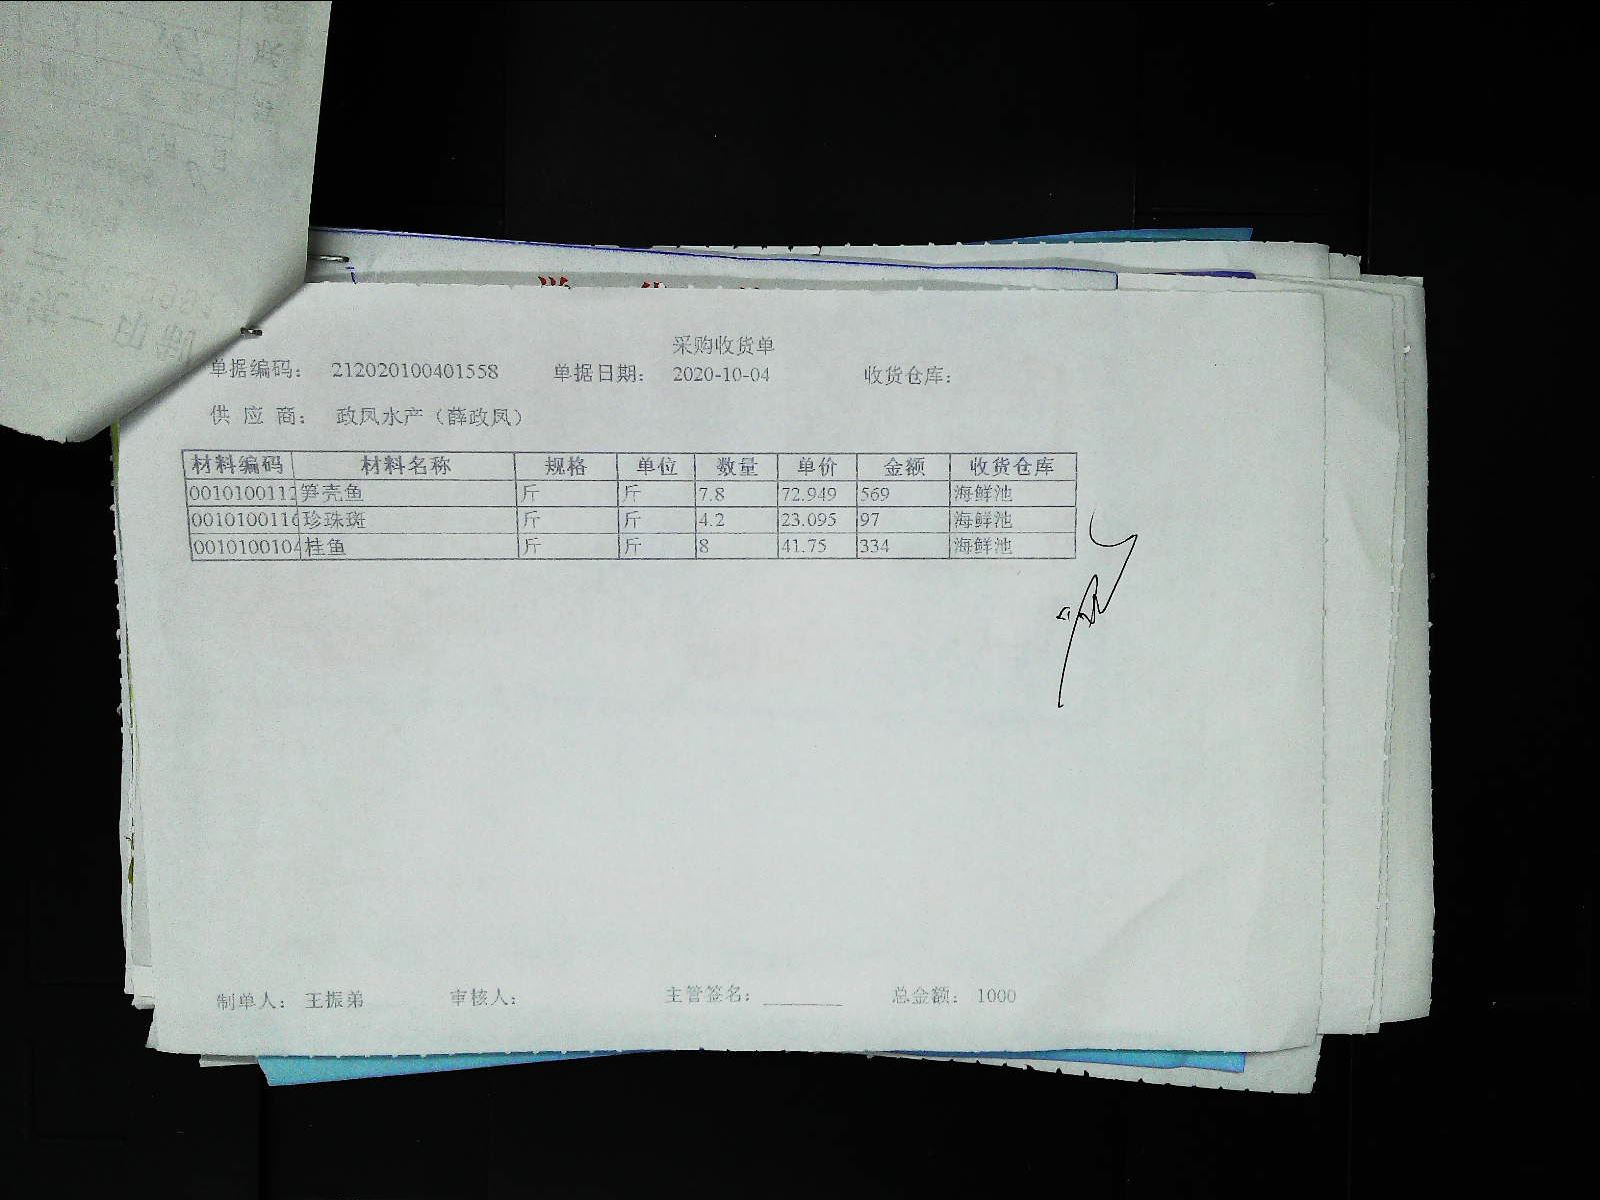 采购收货单
单据编码： 212020100401558 单据日期： 2020-10-04 收货仓库：
供 应 商： 政凤水产（薛政凤）
材料编码 材料名称 规格 单位 数量 单价 金额 收货仓库
0010100112 笋壳鱼 斤 斤 7.8 72.949 569 海鲜池
001010011 珍珠斑 斤 斤 4.2 23.095 97 海鲜池
0010100104 桂鱼 斤 斤 8 41.75 334 海鲜池
制单人： 王振弟 审核人： 主管签名： 总金额： 1000